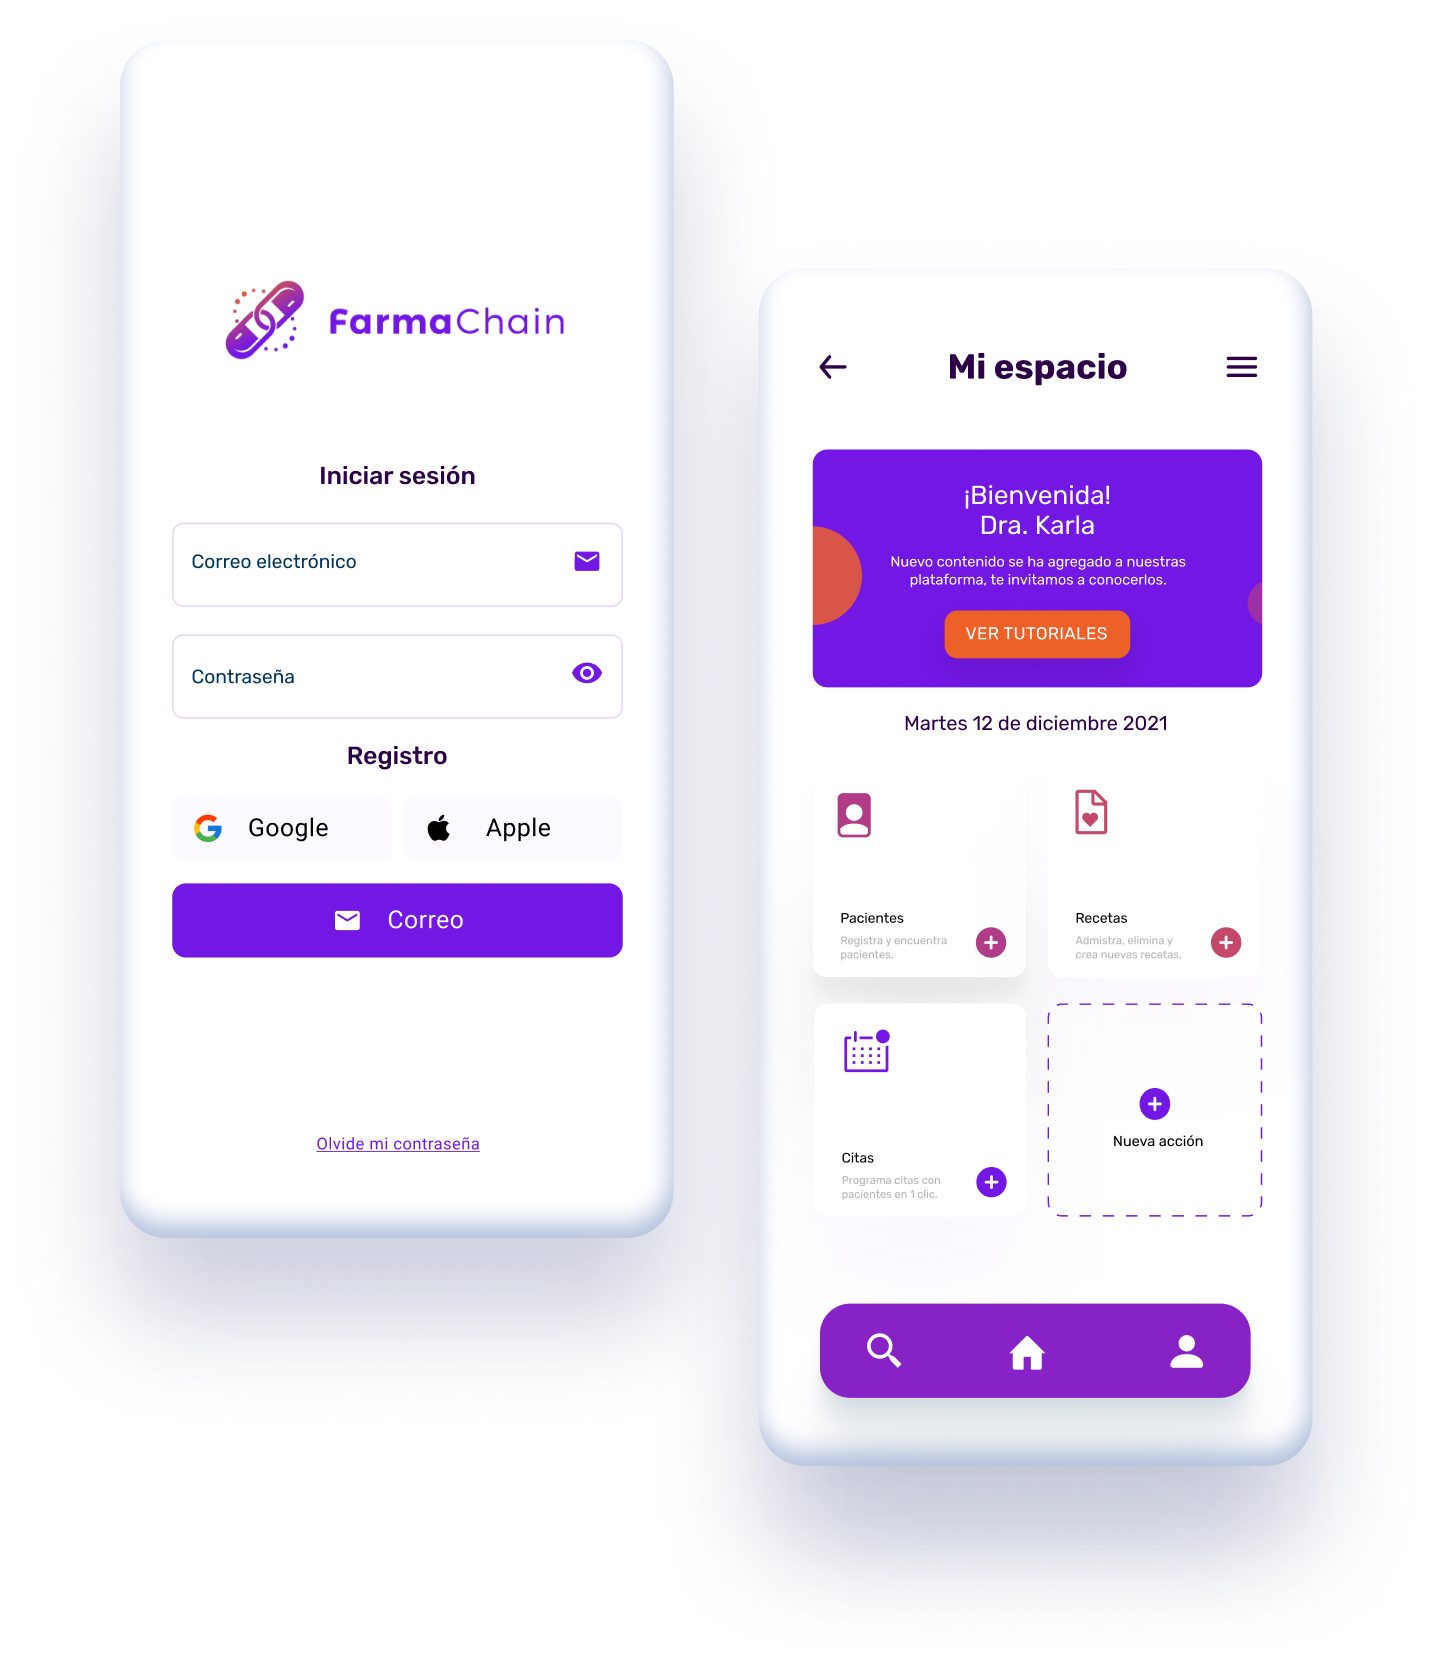 FarmaChain
Iniciar sesión
Correo electrónico
Contraseña
Registro
Google
Apple
Correo
Olvide mi contraseña
Mi espacio
¡Bienvenida!
Dra. Karla
Nuevo contenido se ha agregado a nuestras
plataforma, te invitamos a conocerlos.
VER TUTORIALES
Martes 12 de diciembre 2021
Pacientes
Registra y encuentra
pacientes.
Recetas
Admistra, elimina y
crea nuevas recetas,
Citas
Programa citas con
pacientes en 1 clic.
Nueva acción